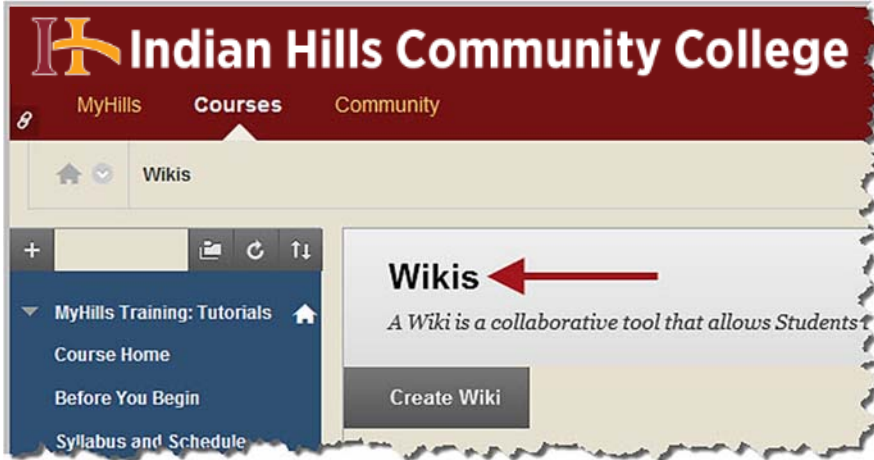 Indian Hills Community College
MyHills Courses Community
Wikis
MyHills Training: Tutorials
Course Home
Before You Begin
Syllabus and Schedule
Wikis
A Wiki is a collaborative tool that allows Students
Create Wiki